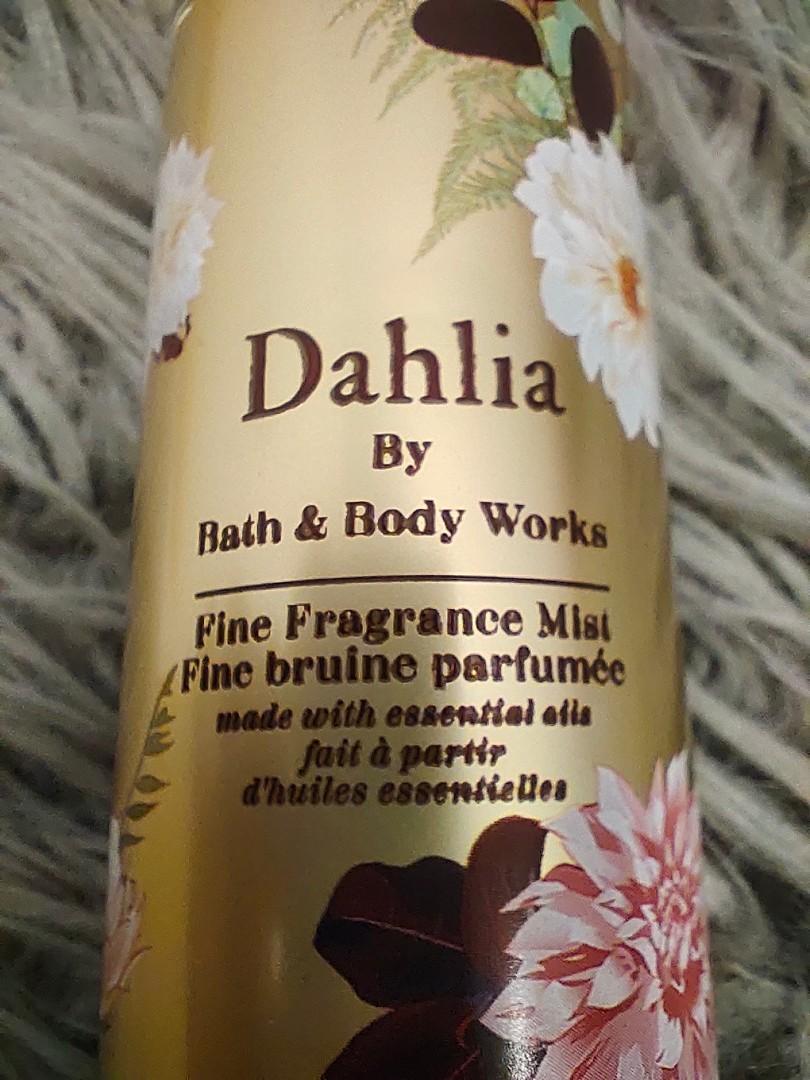 Dahlia
By
Bath & Body Works
Fine Fragrance Mist
Fine bruine parfumée
made with essential oils
fait à partir
d'huiles essentielles